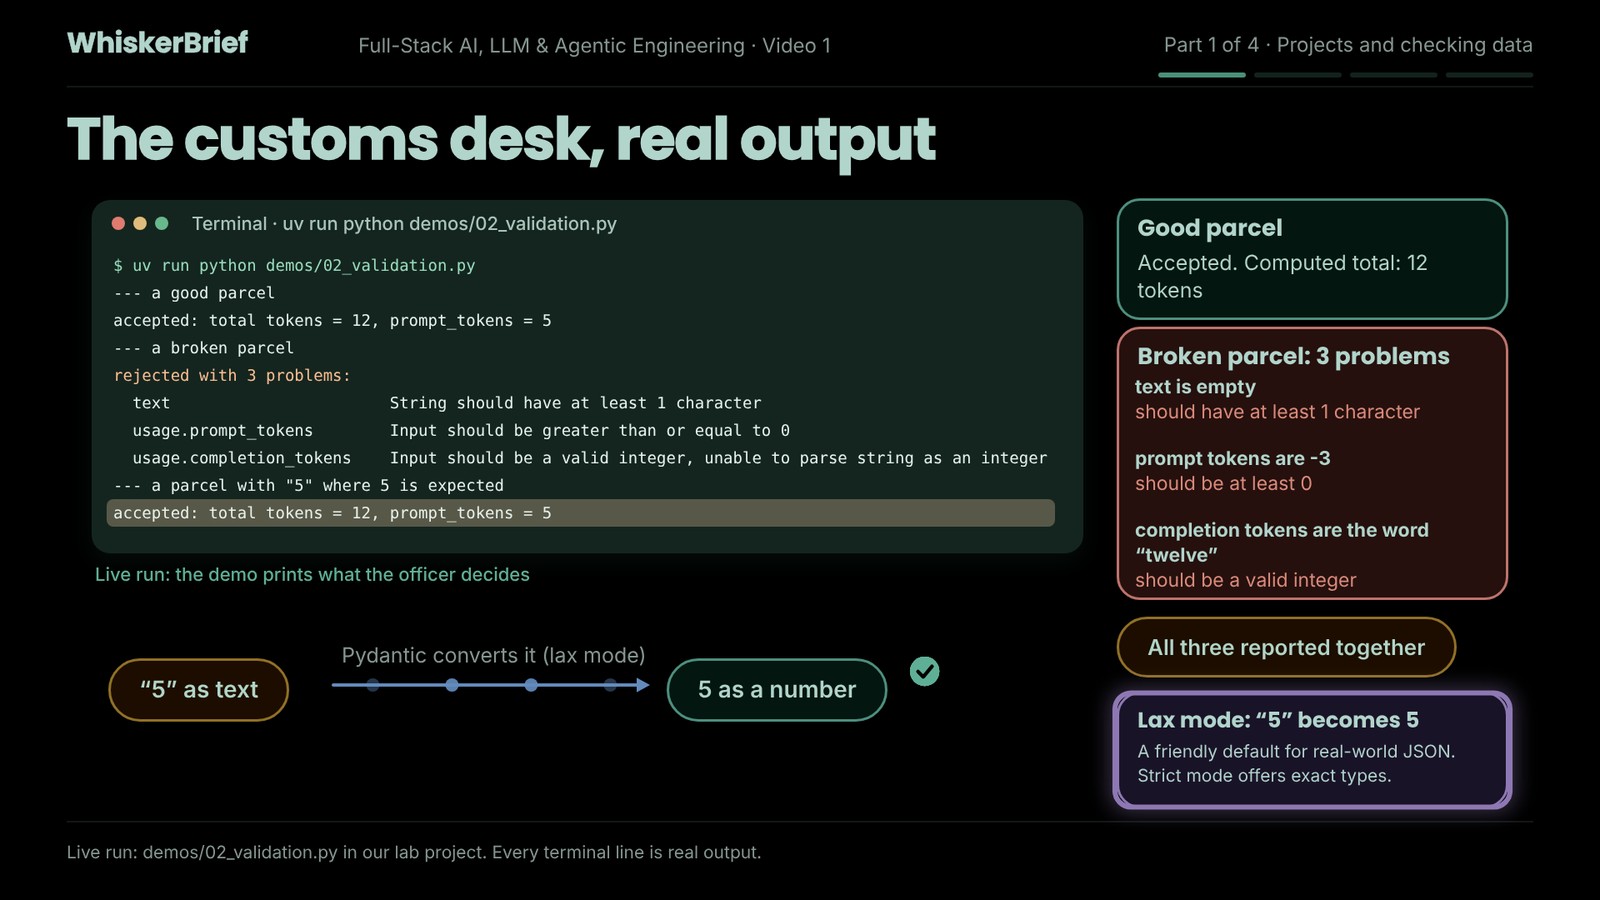 WhiskerBrief
Full-Stack AI, LLM & Agentic Engineering · Video 1
Part 1 of 4 · Projects and checking data
The customs desk, real output
Terminal · uv run python demos/02_validation.py
$ uv run python demos/02_validation.py
--- a good parcel
accepted: total tokens = 12, prompt_tokens = 5
--- a broken parcel
rejected with 3 problems:
text String should have at least 1 character
usage.prompt_tokens Input should be greater than or equal to 0
usage.completion_tokens Input should be a valid integer, unable to parse string as an integer
--- a parcel with "5" where 5 is expected
accepted: total tokens = 12, prompt_tokens = 5
Live run: the demo prints what the officer decides
“5” as text
Pydantic converts it (lax mode)
5 as a number
Good parcel
Accepted. Computed total: 12
tokens
Broken parcel: 3 problems
text is empty
should have at least 1 character
prompt tokens are -3
should be at least 0
completion tokens are the word
“twelve”
should be a valid integer
All three reported together
Lax mode: “5” becomes 5
A friendly default for real-world JSON.
Strict mode offers exact types.
Live run: demos/02_validation.py in our lab project. Every terminal line is real output.